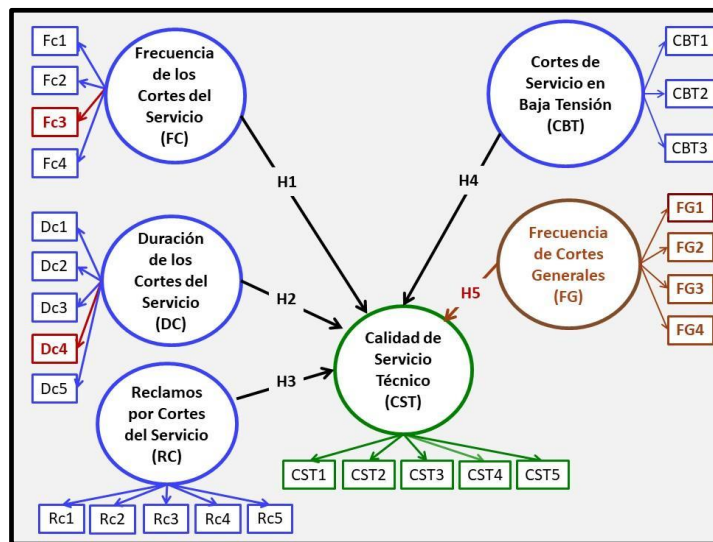 Fc1
Fc2
Fc3
Fc4
Frecuencia
de los
Cortes del
Servicio
(FC)
Cortes de
Servicio en
Baja Tensión
(CBT)
CBT1
CBT2
CBT3
H1
H4
Dc1
Dc2
Dc3
Dc4
Dc5
Duración
de los
Cortes del
Servicio
(DC)
H2
H5
Frecuencia
de Cortes
Generales
(FG)
FG1
FG2
FG3
FG4
Calidad de
Servicio
Técnico
(CST)
H3
Reclamos
por Cortes
del Servicio
(RC)
CST1
CST2
CST3
CST4
CST5
Rc1
Rc2
Rc3
Rc4
Rc5